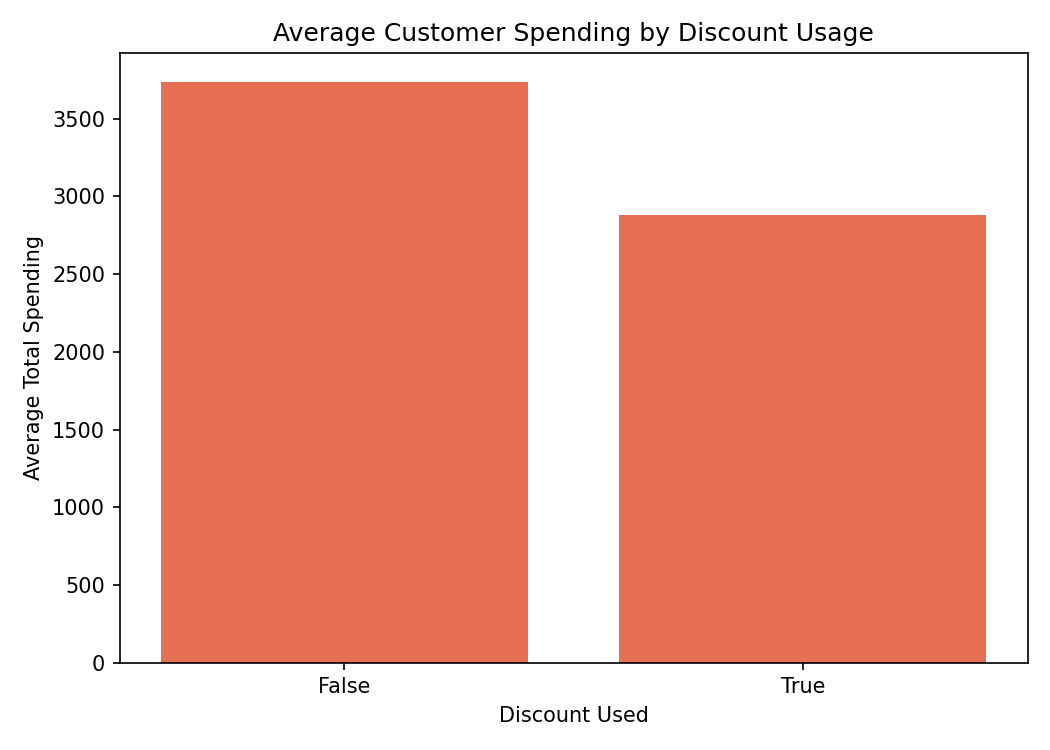 Average Customer Spending by Discount Usage
Average Total Spending
3500
3000
2500
2000
1500
1000
500
0
False
True
Discount Used